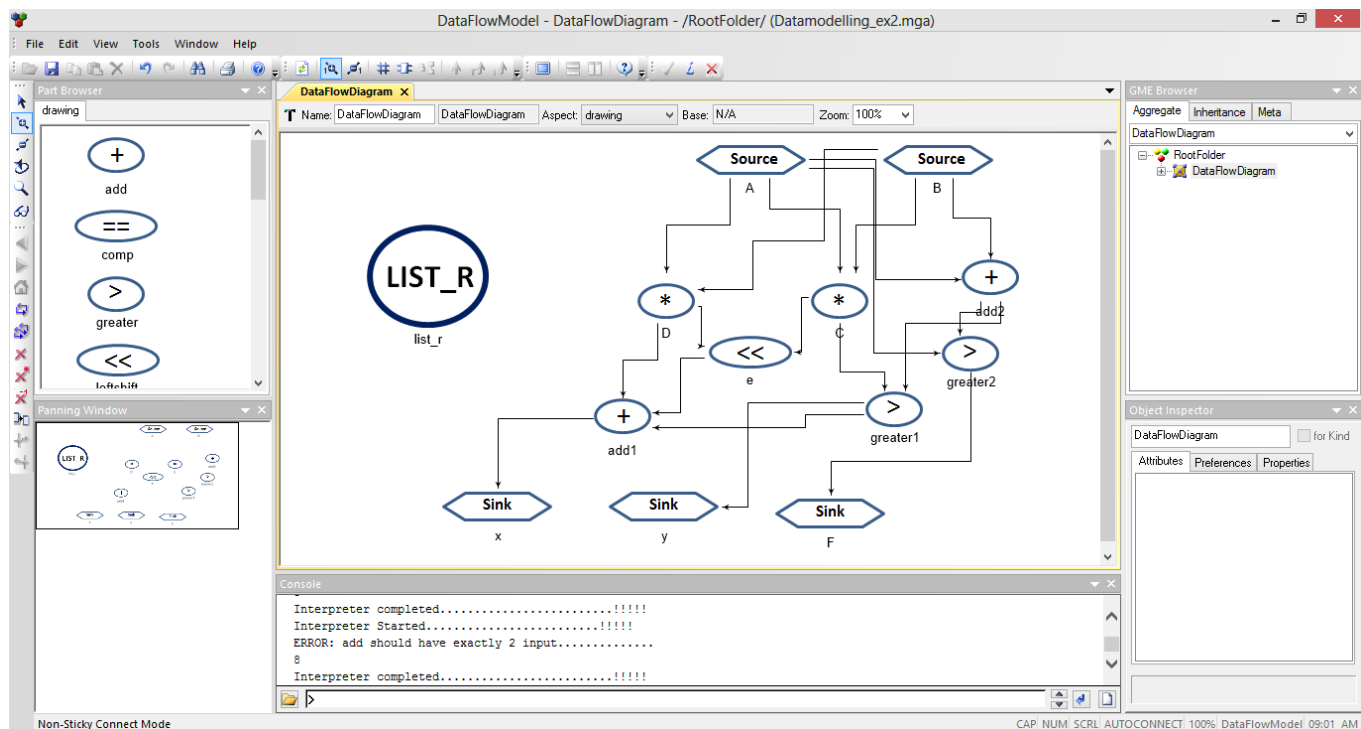 DataFlowModel - DataFlowDiagram - /RootFolder/ (Datamodelling_ex2.mga)
File Edit View Tools Window Help
Part Browser
drawing
+
add
==
comp
>
greater
<<
leftshift
Panning Window
DataFlowDiagram
Name: DataFlowDiagram DataFlowDiagram Aspect: drawing Base: N/A Zoom: 100%
Source Source
A B
LIST_R
list_r
+
add2
* *
D C
<<
e
>
greater2
>
greater1
+
add1
Sink Sink Sink
x y F
Console
Interpreter completed.........................!!!!!
Interpreter Started.........................!!!!!
ERROR: add should have exactly 2 input..............
8
Interpreter completed.........................!!!!!
>
GME Browser
Aggregate Inheritance Meta
DataFlowDiagram
RootFolder
DataFlowDiagram
Object Inspector
DataFlowDiagram for Kind
Attributes Preferences Properties
Non-Sticky Connect Mode
CAP NUM SCRL AUTOCONNECT 100% DataFlowModel 09:01 AM